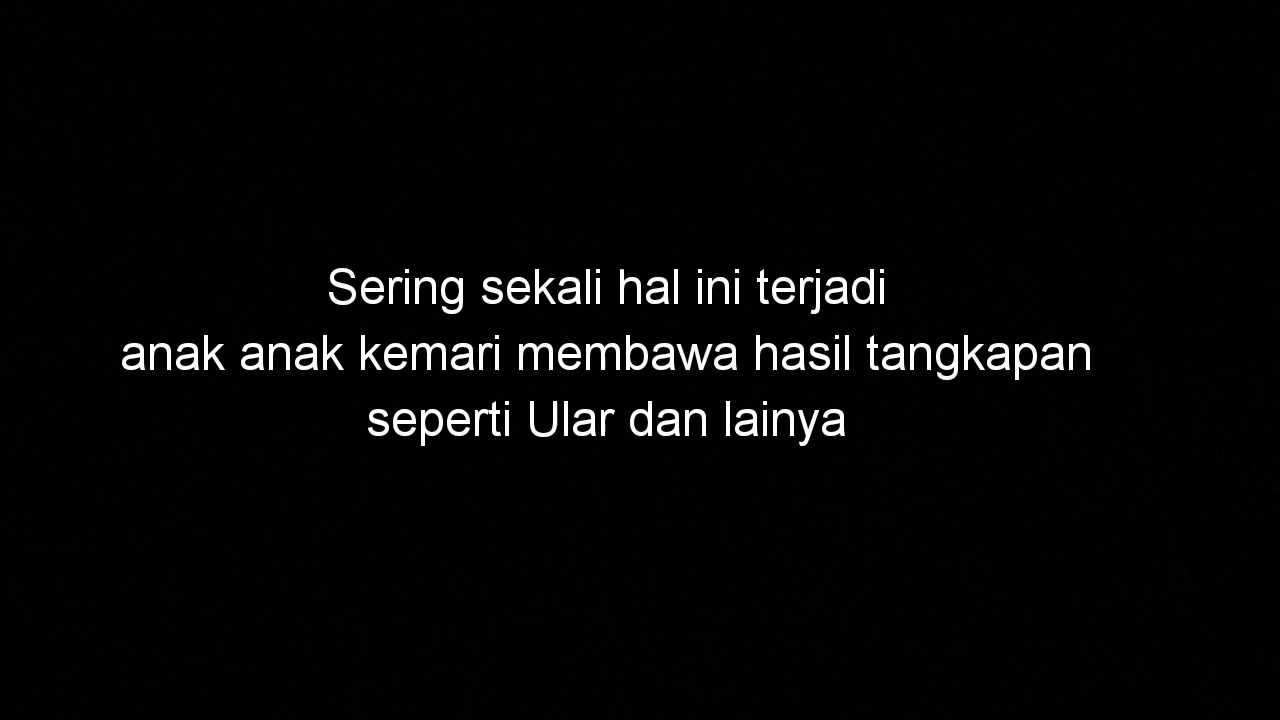 Sering sekali hal ini terjadi
anak anak kemari membawa hasil tangkapan
seperti Ular dan lainya